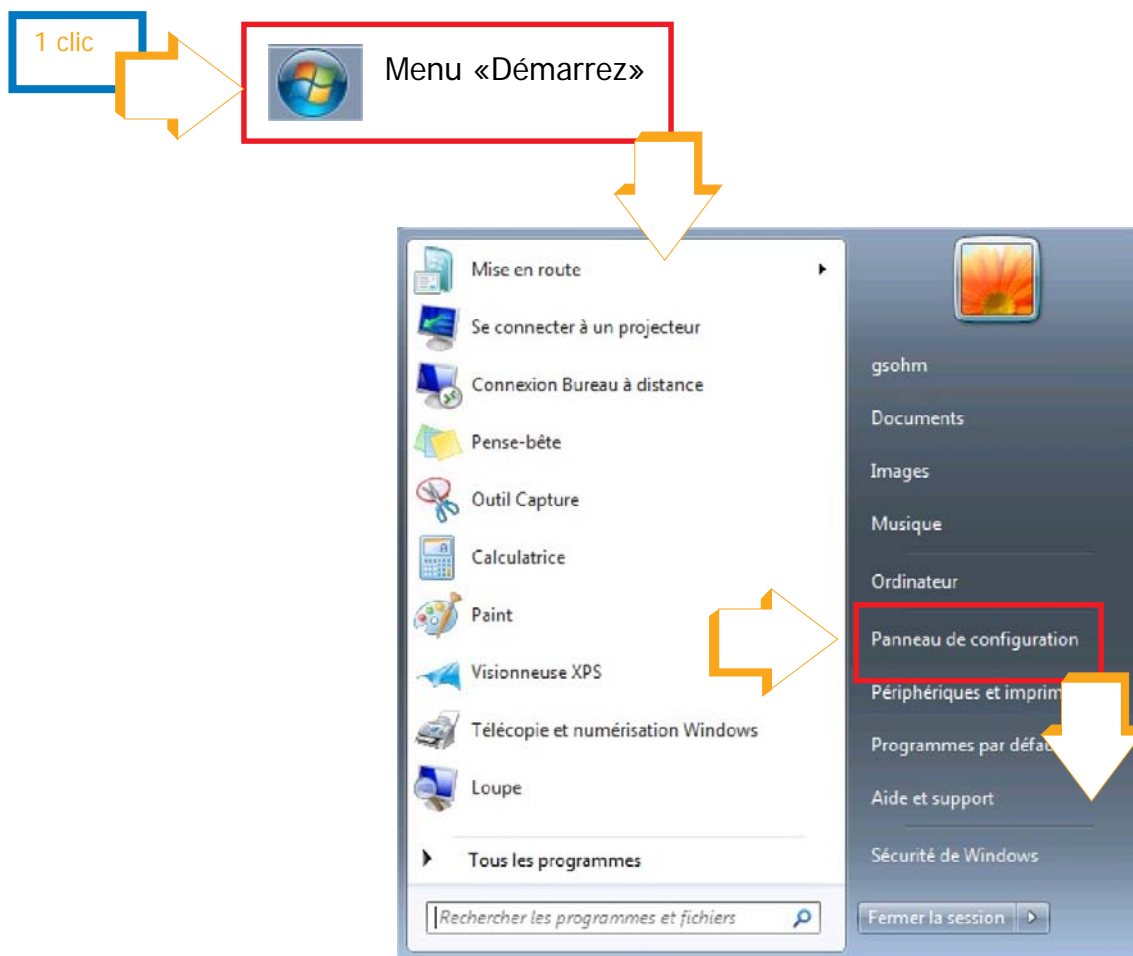 1 clic
Menu «Démarrez»
Mise en route
Se connecter à un projecteur
Connexion Bureau à distance
Pense-bête
Outil Capture
Calculatrice
Paint
Visionneuse XPS
Télécopie et numérisation Windows
Loupe
Tous les programmes
Rechercher les programmes et fichiers
gsohm
Documents
Images
Musique
Ordinateur
Panneau de configuration
Périphériques et imprim
Programmes par défau
Aide et support
Sécurité de Windows
Fermer la session